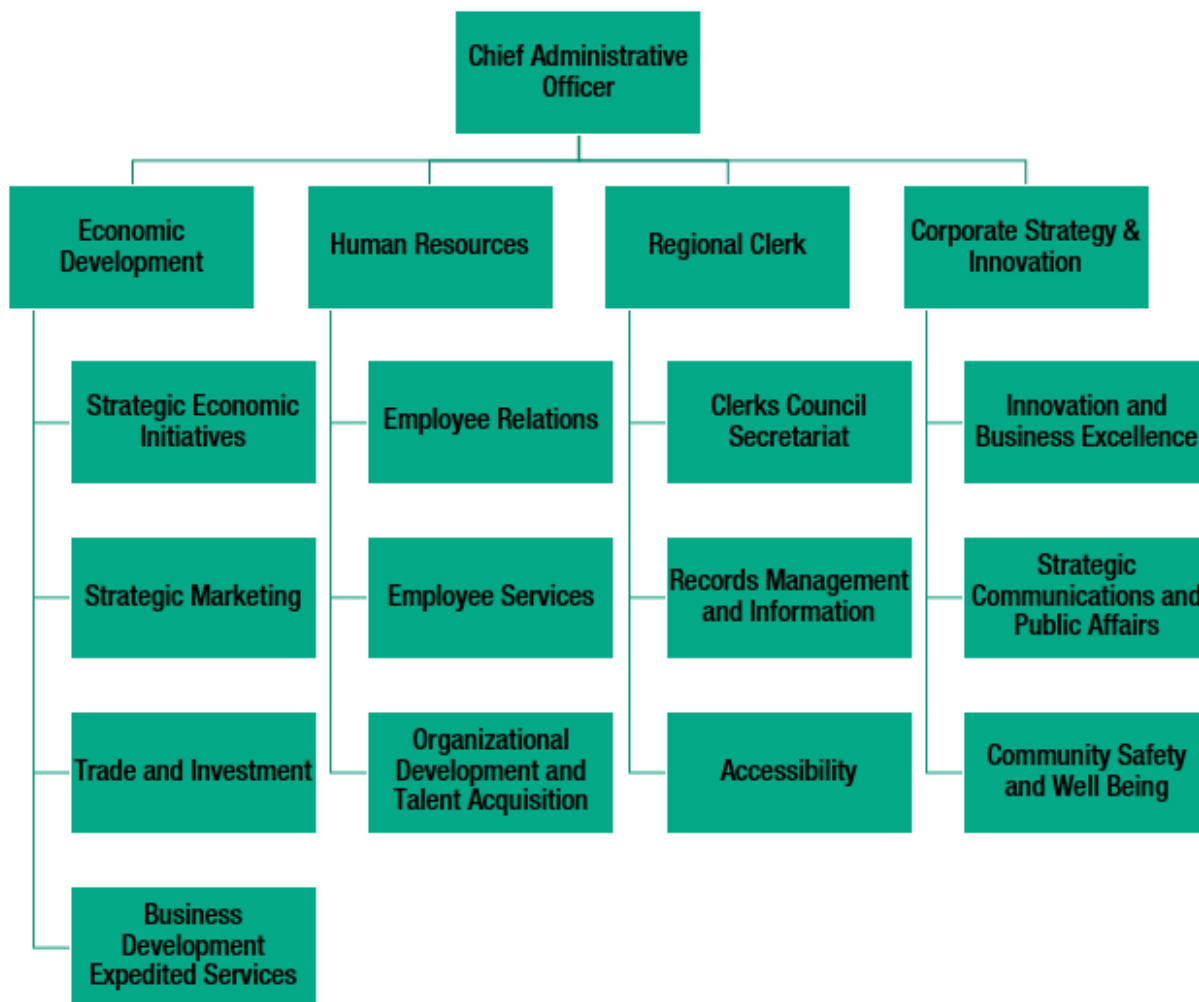 Chief Administrative
Officer
Economic
Development
Human Resources
Regional Clerk
Corporate Strategy &
Innovation
Strategic Economic
Initiatives
Employee Relations
Clerks Council
Secretariat
Innovation and
Business Excellence
Strategic Marketing
Employee Services
Records Management
and Information
Strategic
Communications and
Public Affairs
Trade and Investment
Organizational
Development and
Talent Acquisition
Accessibility
Community Safety
and Well Being
Business
Development
Expedited Services